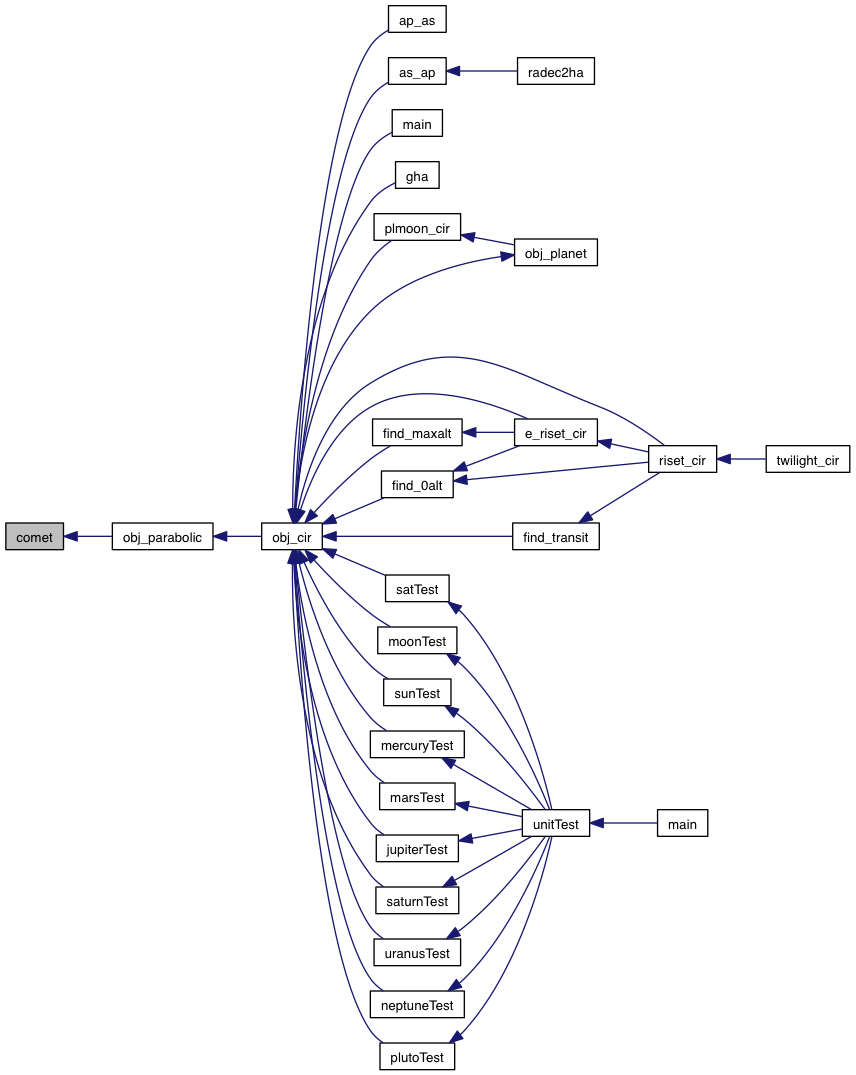 ap_as
as_ap
radec2ha
main
gha
plmoon_cir
obj_planet
find_maxalt
e_riset_cir
riset_cir
twilight_cir
find_0alt
comet
obj_parabolic
obj_cir
find_transit
satTest
moonTest
sunTest
mercuryTest
marsTest
unitTest
main
jupiterTest
saturnTest
uranusTest
neptuneTest
plutoTest